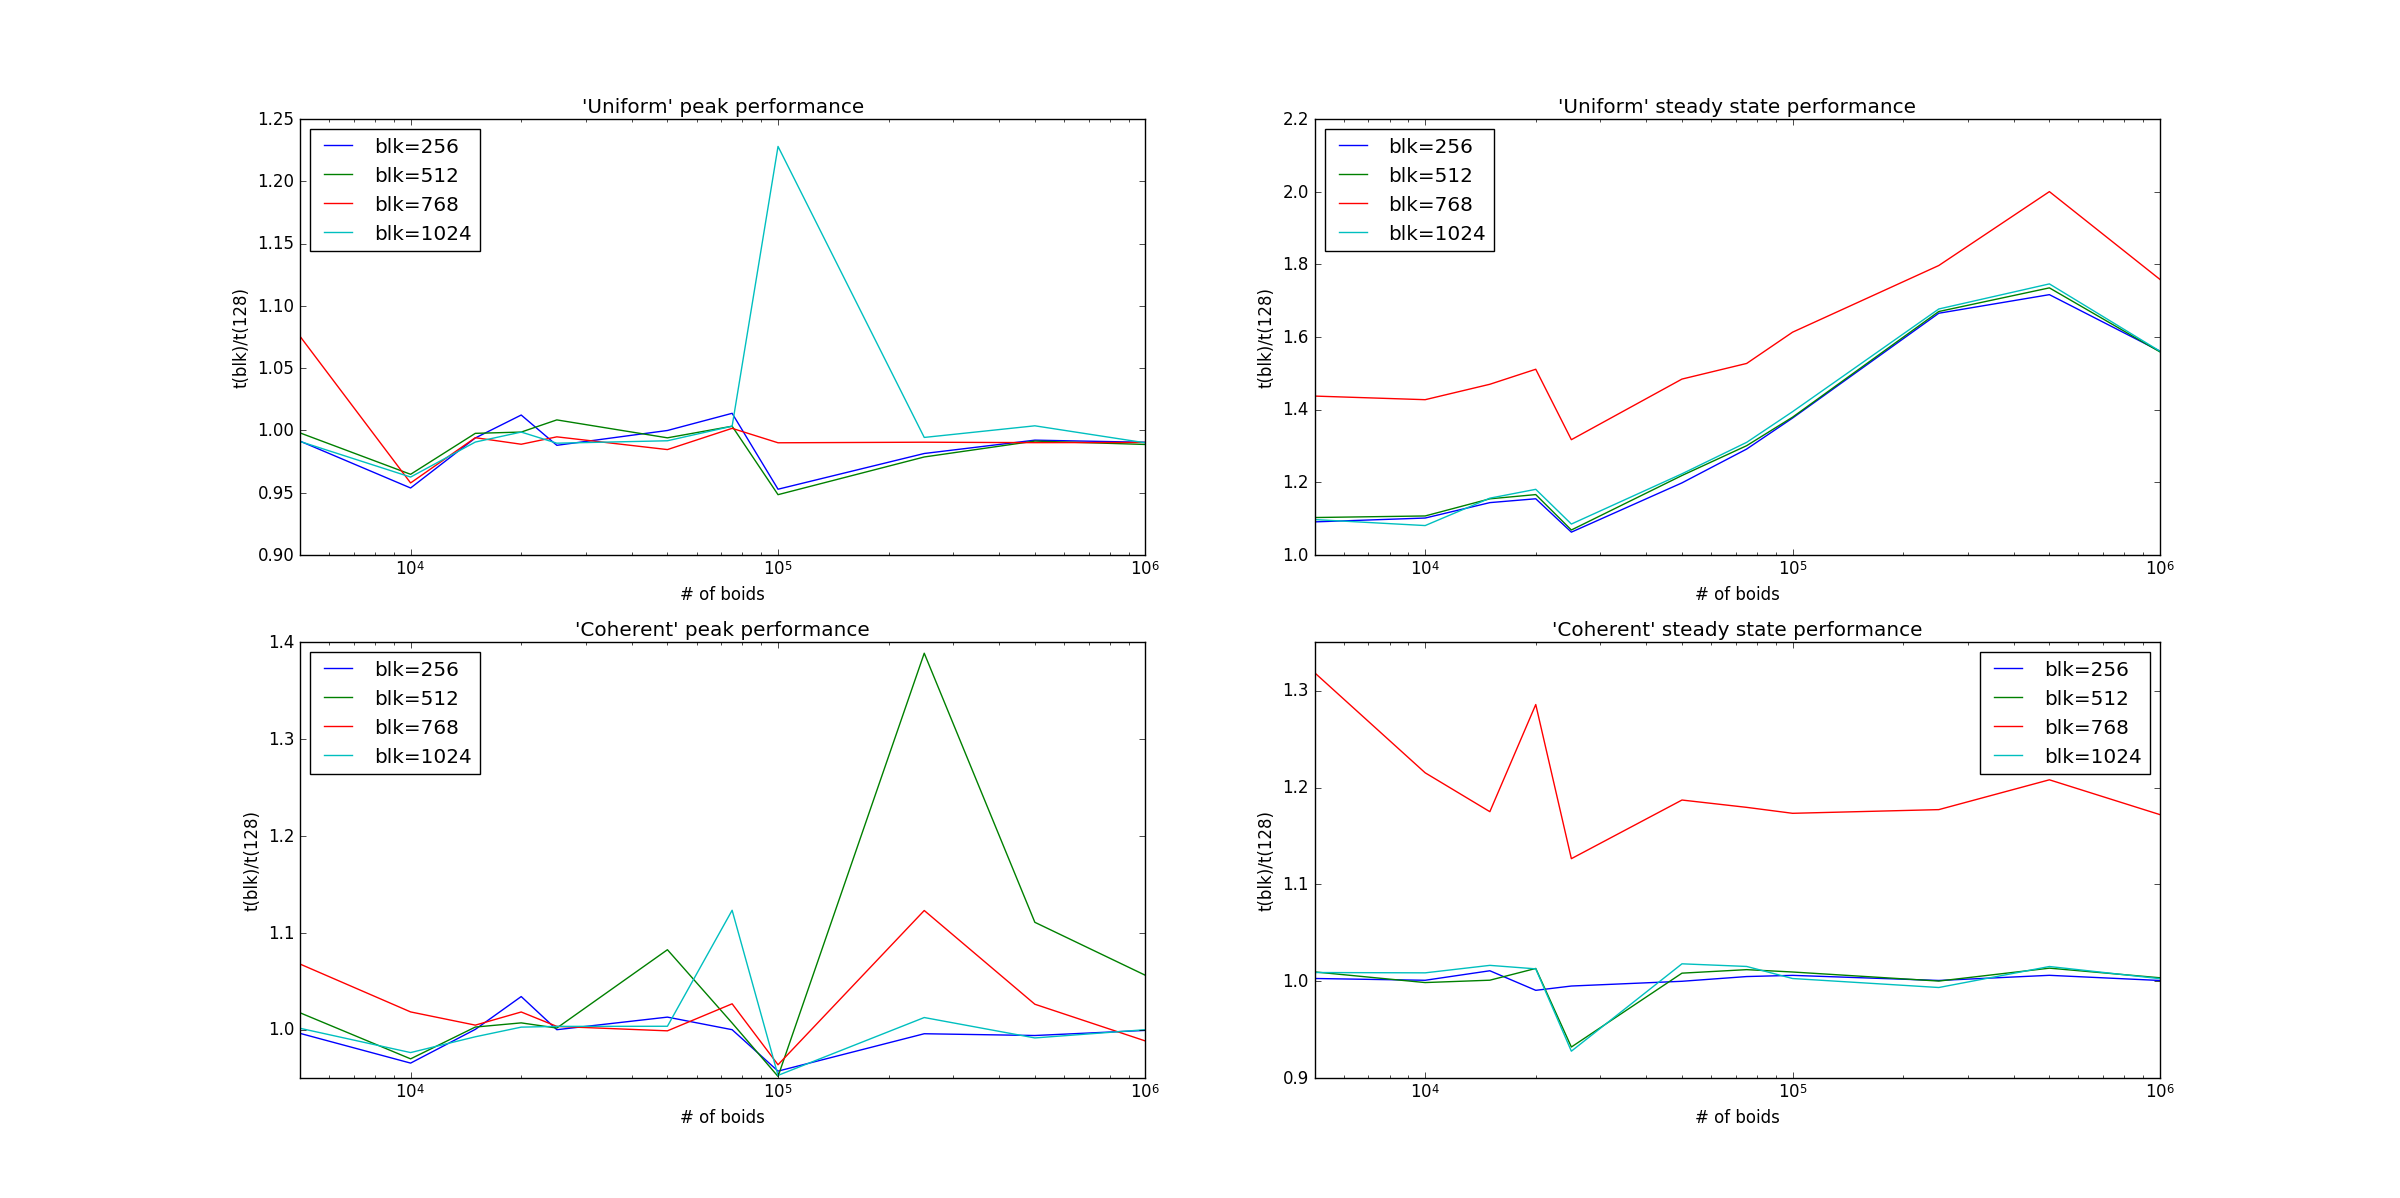 'Uniform' peak performance
1.25
1.20
1.15
1.10
1.05
1.00
0.95
0.90
t(blk)/t(128)
blk=256
blk=512
blk=768
blk=1024
10⁴ 10⁵ 10⁶
# of boids
'Uniform' steady state performance
2.2
2.0
1.8
1.6
1.4
1.2
1.0
t(blk)/t(128)
blk=256
blk=512
blk=768
blk=1024
10⁴ 10⁵ 10⁶
# of boids
'Coherent' peak performance
1.4
1.3
1.2
1.1
1.0
t(blk)/t(128)
blk=256
blk=512
blk=768
blk=1024
10⁴ 10⁵ 10⁶
# of boids
'Coherent' steady state performance
1.3
1.2
1.1
1.0
0.9
t(blk)/t(128)
blk=256
blk=512
blk=768
blk=1024
10⁴ 10⁵ 10⁶
# of boids